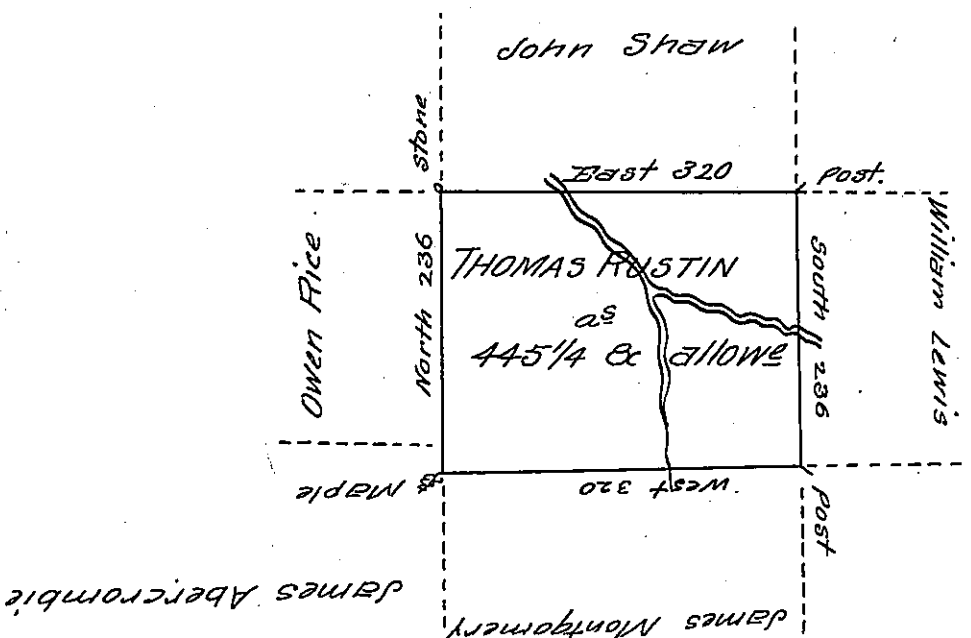 John Shaw
Stone
East 320
Post.
Owen Rice
North 236
THOMAS RUSTIN
aˢ
445 1/4 & allowᵉ
South 236
William Lewis
Maple
West 320
Post
James Abercrombie
James Montgomery